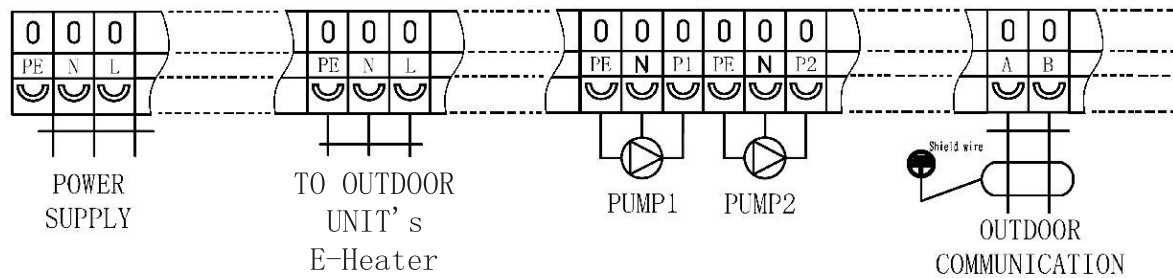 0 0 0 0 0 0 0 0 0 0 0 0 0 0
PE N L PE N L PE N P1 PE N P2 A B
Shield wire
POWER
SUPPLY
TO OUTDOOR
UNIT's
E-Heater
PUMP1 PUMP2
OUTDOOR
COMMUNICATION